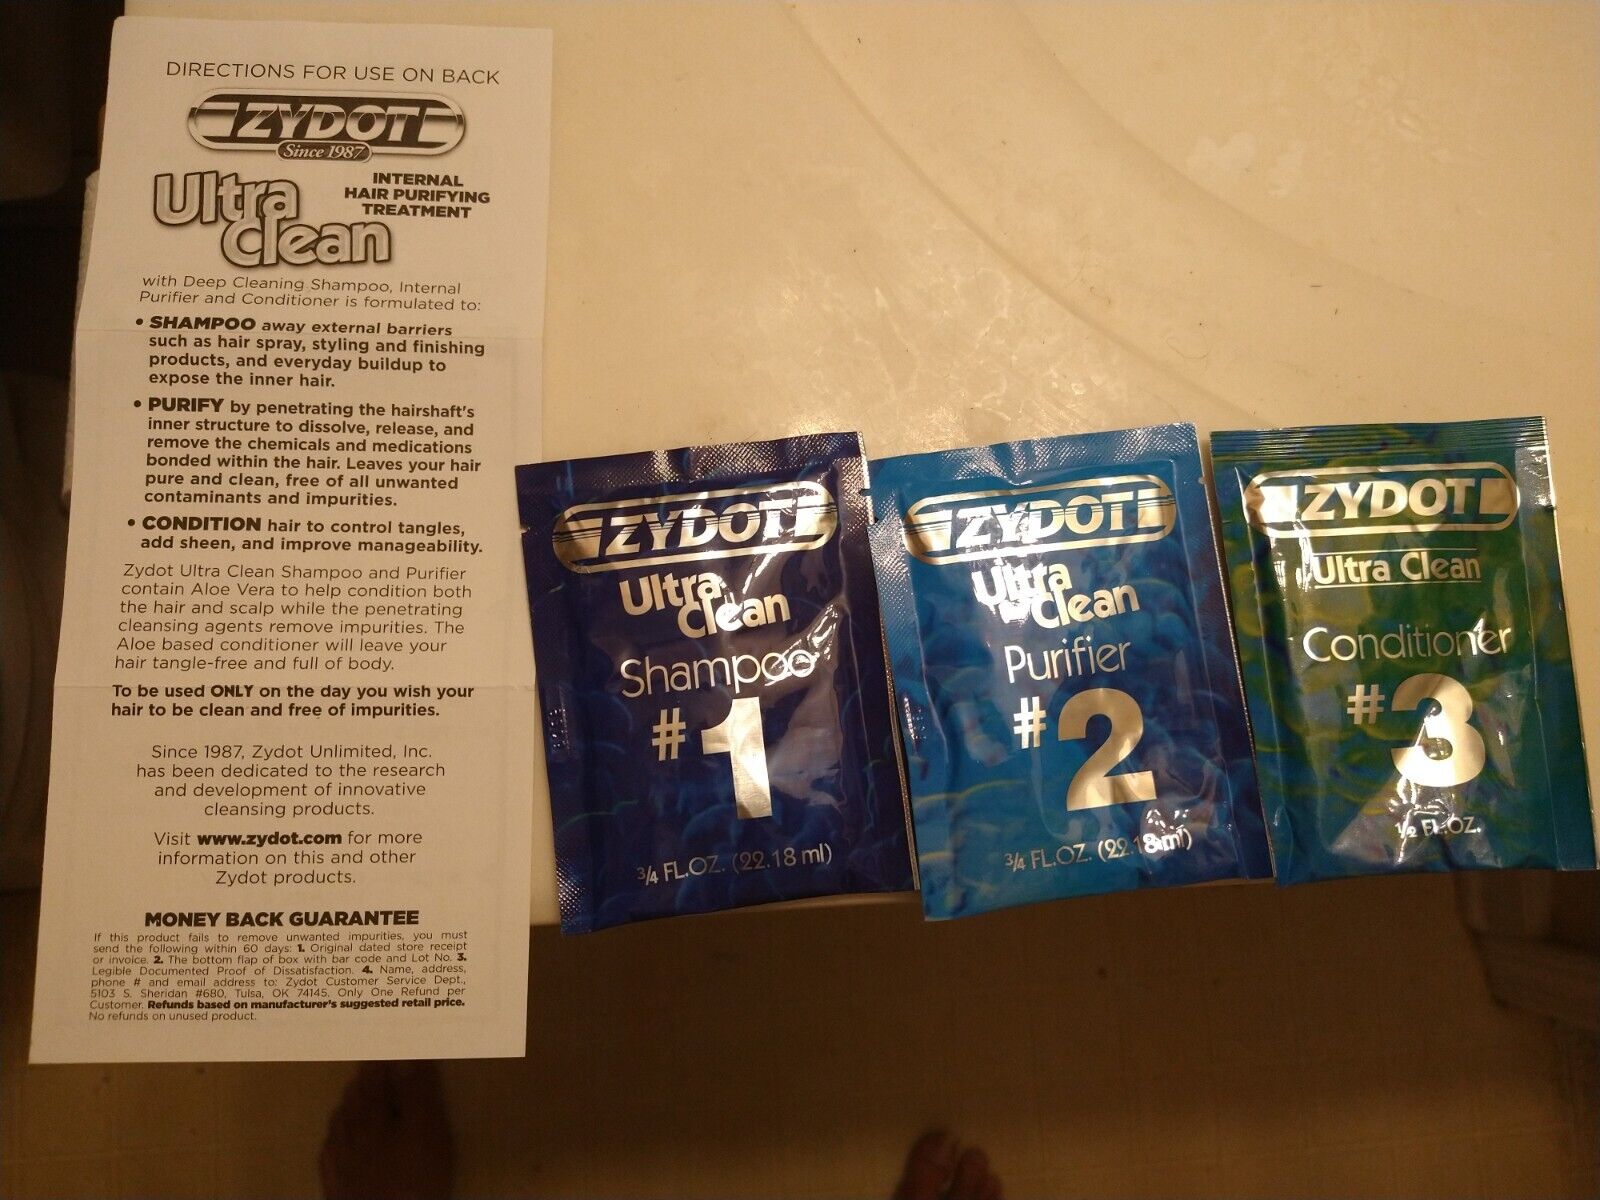 DIRECTIONS FOR USE ON BACK
ZYDOT
Since 1987
Ultra
Clean
INTERNAL
HAIR PURIFYING
TREATMENT
with Deep Cleaning Shampoo, Internal
Purifier and Conditioner is formulated to:
• SHAMPOO away external barriers
such as hair spray, styling and finishing
products, and everyday buildup to
expose the inner hair.
• PURIFY by penetrating the hairshaft's
inner structure to dissolve, release, and
remove the chemicals and medications
bonded within the hair. Leaves your hair
pure and clean, free of all unwanted
contaminants and impurities.
• CONDITION hair to control tangles,
add sheen, and improve manageability.
Zydot Ultra Clean Shampoo and Purifier
contain Aloe Vera to help condition both
the hair and scalp while the penetrating
cleansing agents remove impurities. The
Aloe based conditioner will leave your
hair tangle-free and full of body.
To be used ONLY on the day you wish your
hair to be clean and free of impurities.
Since 1987, Zydot Unlimited, Inc.
has been dedicated to the research
and development of innovative
cleansing products.
Visit www.zydot.com for more
information on this and other
Zydot products.
MONEY BACK GUARANTEE
If this product fails to remove unwanted impurities, you must
send the following within 60 days: 1. Original dated store receipt
or invoice. 2. The bottom flap of box with bar code and Lot No. 3.
Legible Documented Proof of Dissatisfaction. 4. Name, address,
phone # and email address to: Zydot Customer Service Dept.,
5103 S. Sheridan #680, Tulsa, OK 74145. Only One Refund per
Customer. Refunds based on manufacturer's suggested retail price.
No refunds on unused product.
ZYDOT
Ultra
Clean
Shampoo
#1
3/4 FL.OZ. (22.18 ml)
ZYDOT
Ultra
Clean
Purifier
#2
3/4 FL.OZ. (22.18 ml)
ZYDOT
Ultra Clean
Conditioner
#3
1/2 FL.OZ.